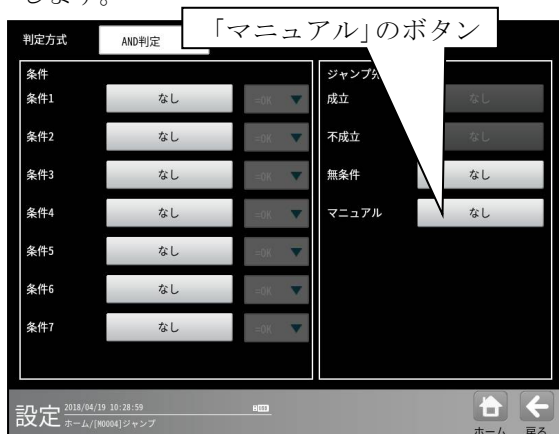 します。
「マニュアル」のボタン
判定方式 AND判定
条件
条件1 なし =OK ▼
条件2 なし =OK ▼
条件3 なし =OK ▼
条件4 なし =OK ▼
条件5 なし =OK ▼
条件6 なし =OK ▼
条件7 なし =OK ▼
ジャンプ
成立 なし
不成立 なし
無条件 なし
マニュアル なし
設定 2018/04/19 10:28:59
ホーム/[M0004]ジャンプ
ホーム 戻る